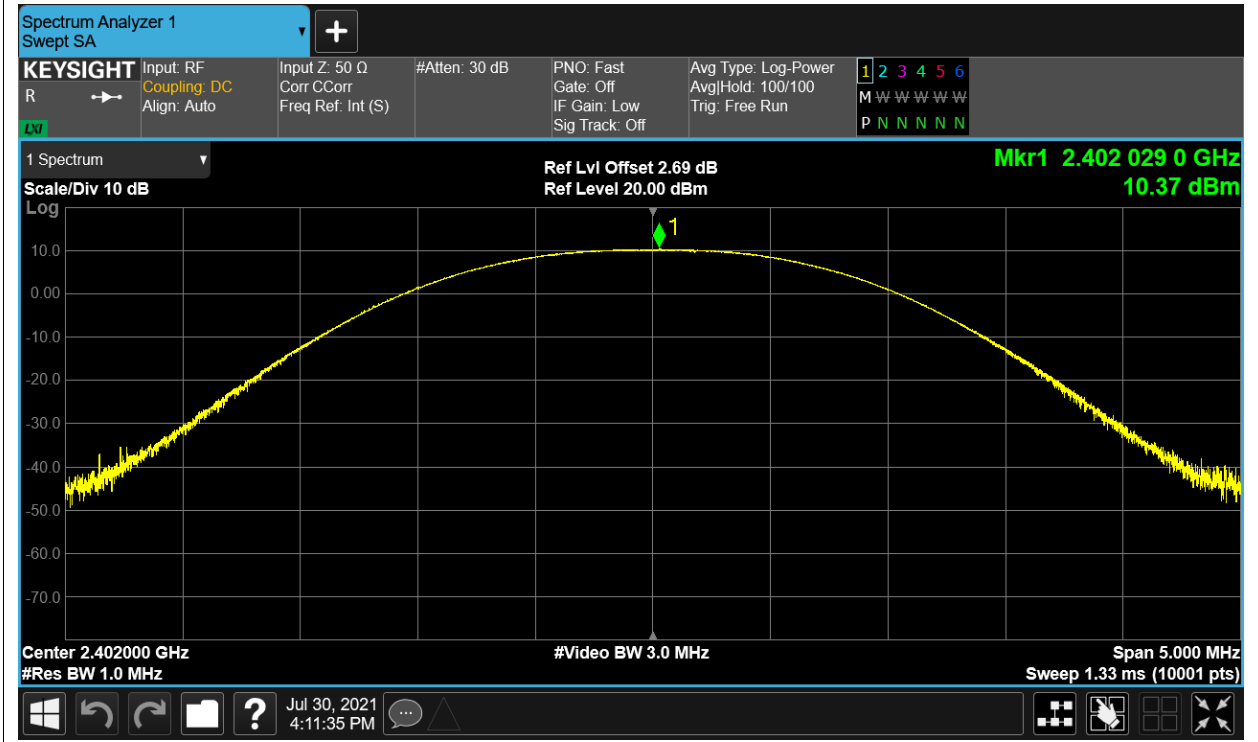 Spectrum Analyzer 1
Swept SA
KEYSIGHT
R
LXI
Input: RF
Coupling: DC
Align: Auto
Input Z: 50 Ω
Corr CCorr
Freq Ref: Int (S)
#Atten: 30 dB
PNO: Fast
Gate: Off
IF Gain: Low
Sig Track: Off
Avg Type: Log-Power
Avg|Hold: 100/100
Trig: Free Run
1 2 3 4 5 6
M W W W W W
P N N N N N
1 Spectrum
Scale/Div 10 dB
Log
Ref Lvl Offset 2.69 dB
Ref Level 20.00 dBm
Mkr1 2.402 029 0 GHz
10.37 dBm
1
10.0
0.00
-10.0
-20.0
-30.0
-40.0
-50.0
-60.0
-70.0
Center 2.402000 GHz
#Video BW 3.0 MHz
Span 5.000 MHz
#Res BW 1.0 MHz
Sweep 1.33 ms (10001 pts)
?
Jul 30, 2021
4:11:35 PM